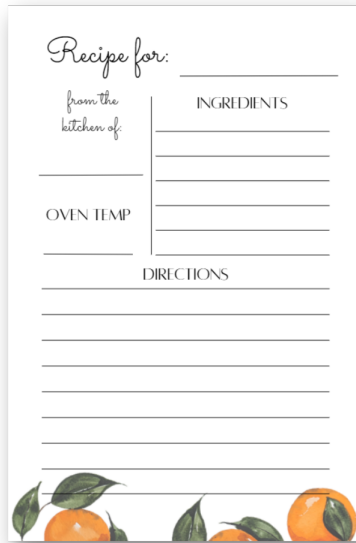 Recipe for:
from the
kitchen of:
INGREDIENTS
OVEN TEMP
DIRECTIONS